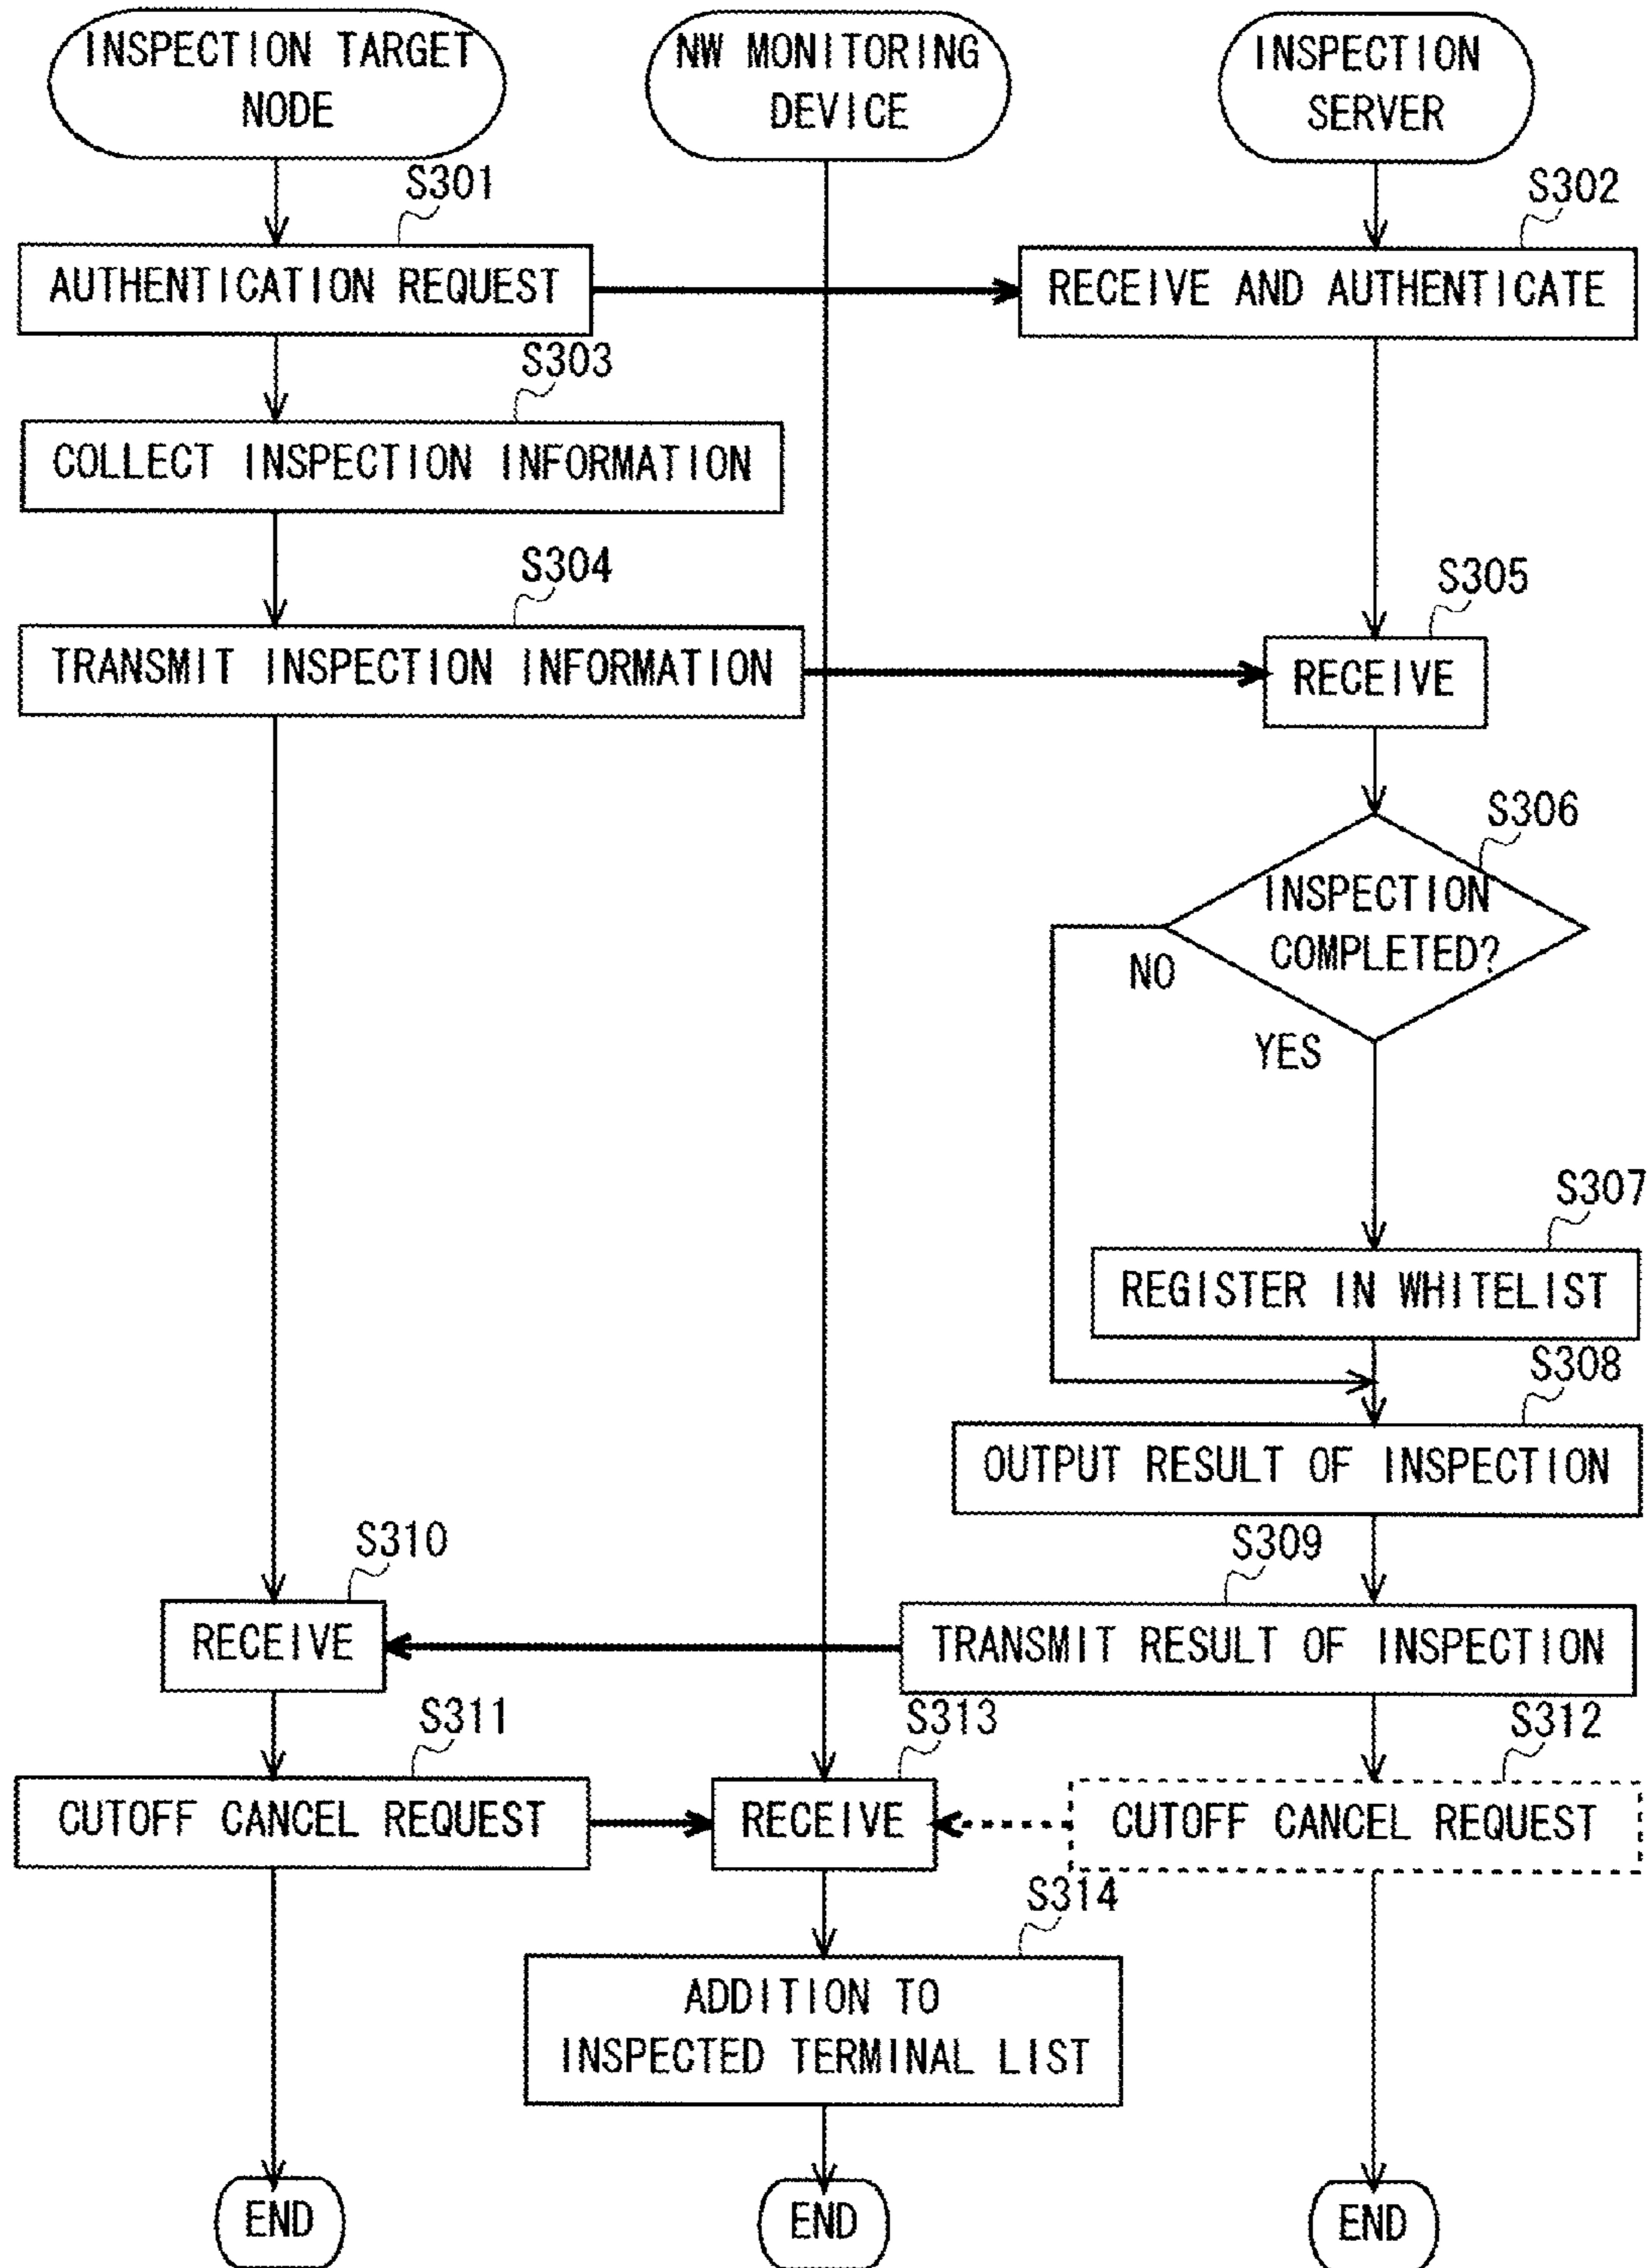 INSPECTION TARGET
NODE
NW MONITORING
DEVICE
INSPECTION
SERVER
S301
S302
AUTHENTICATION REQUEST
RECEIVE AND AUTHENTICATE
S303
COLLECT INSPECTION INFORMATION
S304
S305
TRANSMIT INSPECTION INFORMATION
RECEIVE
S306
INSPECTION
COMPLETED?
NO
YES
S307
REGISTER IN WHITELIST
S308
OUTPUT RESULT OF INSPECTION
S310
S309
RECEIVE
TRANSMIT RESULT OF INSPECTION
S311
S313
S312
CUTOFF CANCEL REQUEST
RECEIVE
CUTOFF CANCEL REQUEST
S314
ADDITION TO
INSPECTED TERMINAL LIST
END
END
END